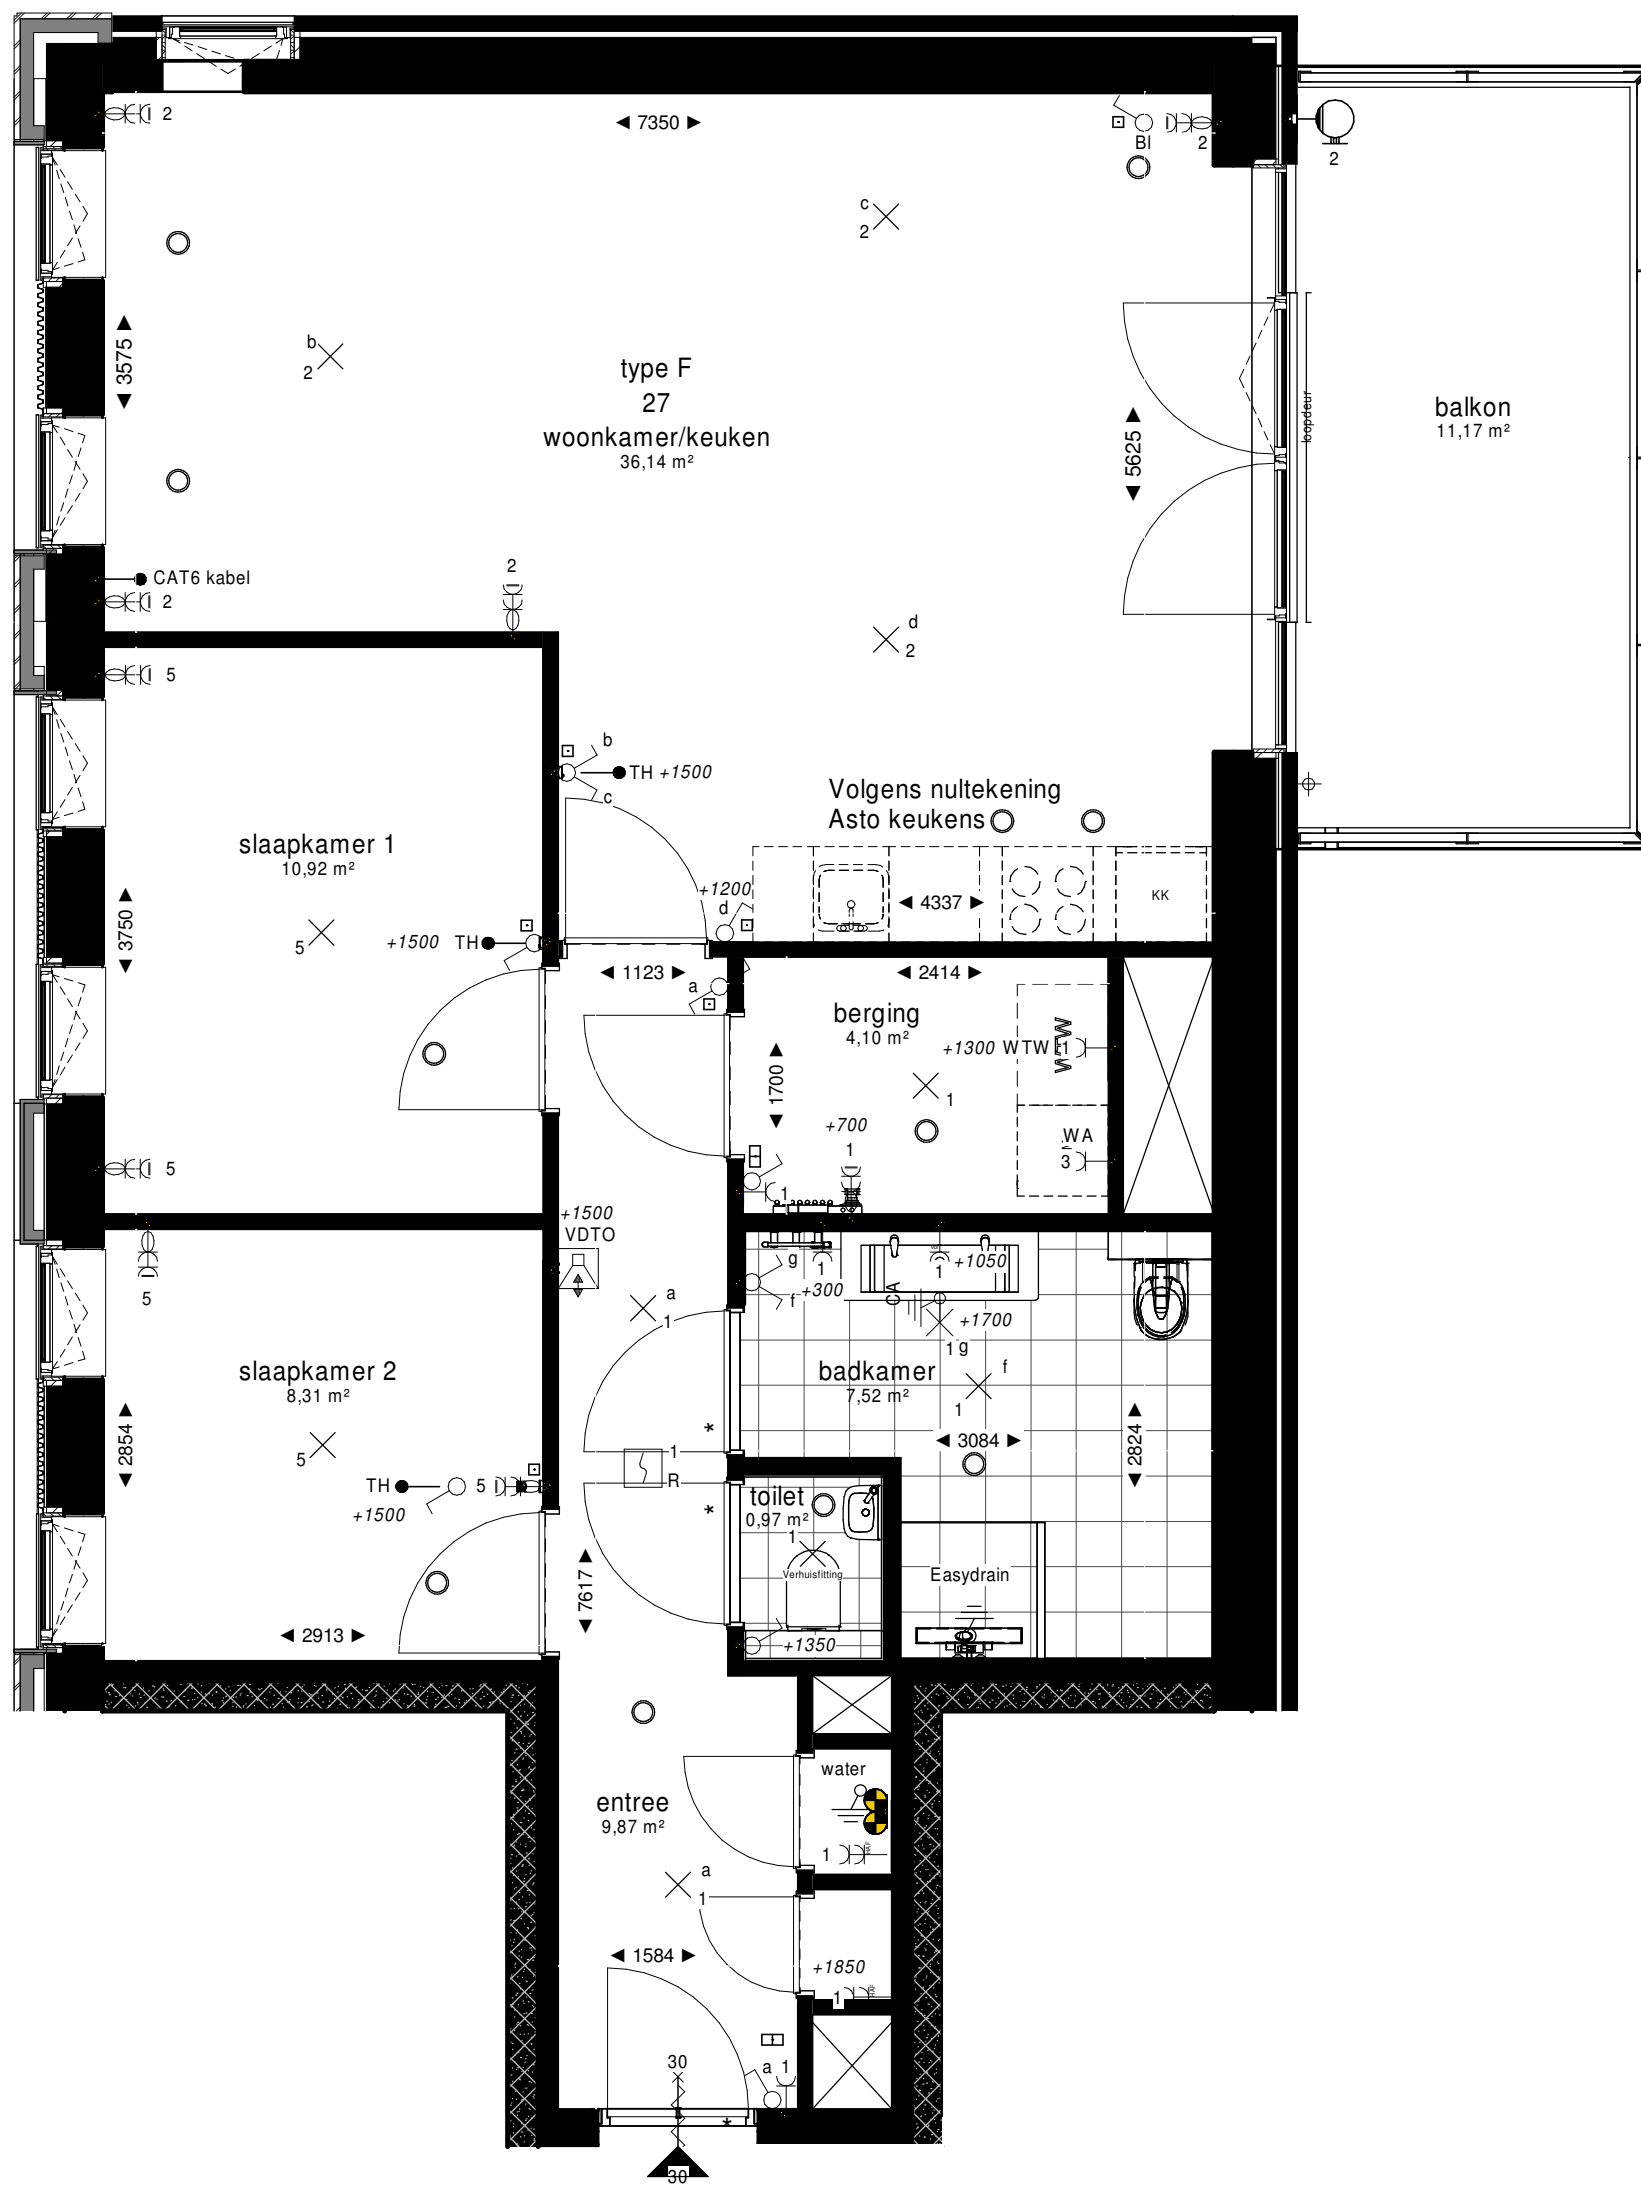 2
7350
BI
2
2
c
2
3575
b
2
type F
27
woonkamer/keuken
36,14 m²
5625
loopdeur
balkon
11,17 m²
CAT6 kabel
2
2
d
2
5
b
TH +1500
c
Volgens nultekening
Asto keukens
slaapkamer 1
10,92 m²
+1200
d
4337
KK
3750
5
+1500 TH
1123
2414
a
berging
4,10 m²
+1300 WTW 1
WTW
1700
1
+700
1
WA
3
5
1
+1500
VDTO
5
g
f
1
+300
CA
1
+1050
+1700
1 g
a
1
slaapkamer 2
8,31 m²
badkamer
7,52 m²
f
1
2854
5
*
3084
2824
1
R
TH
5
+1500
*
toilet
0,97 m²
1
Verhuisfitting
Easydrain
7617
2913
+1350
water
entree
9,87 m²
1
a
1
1584
+1850
1
30
a
1
*
30